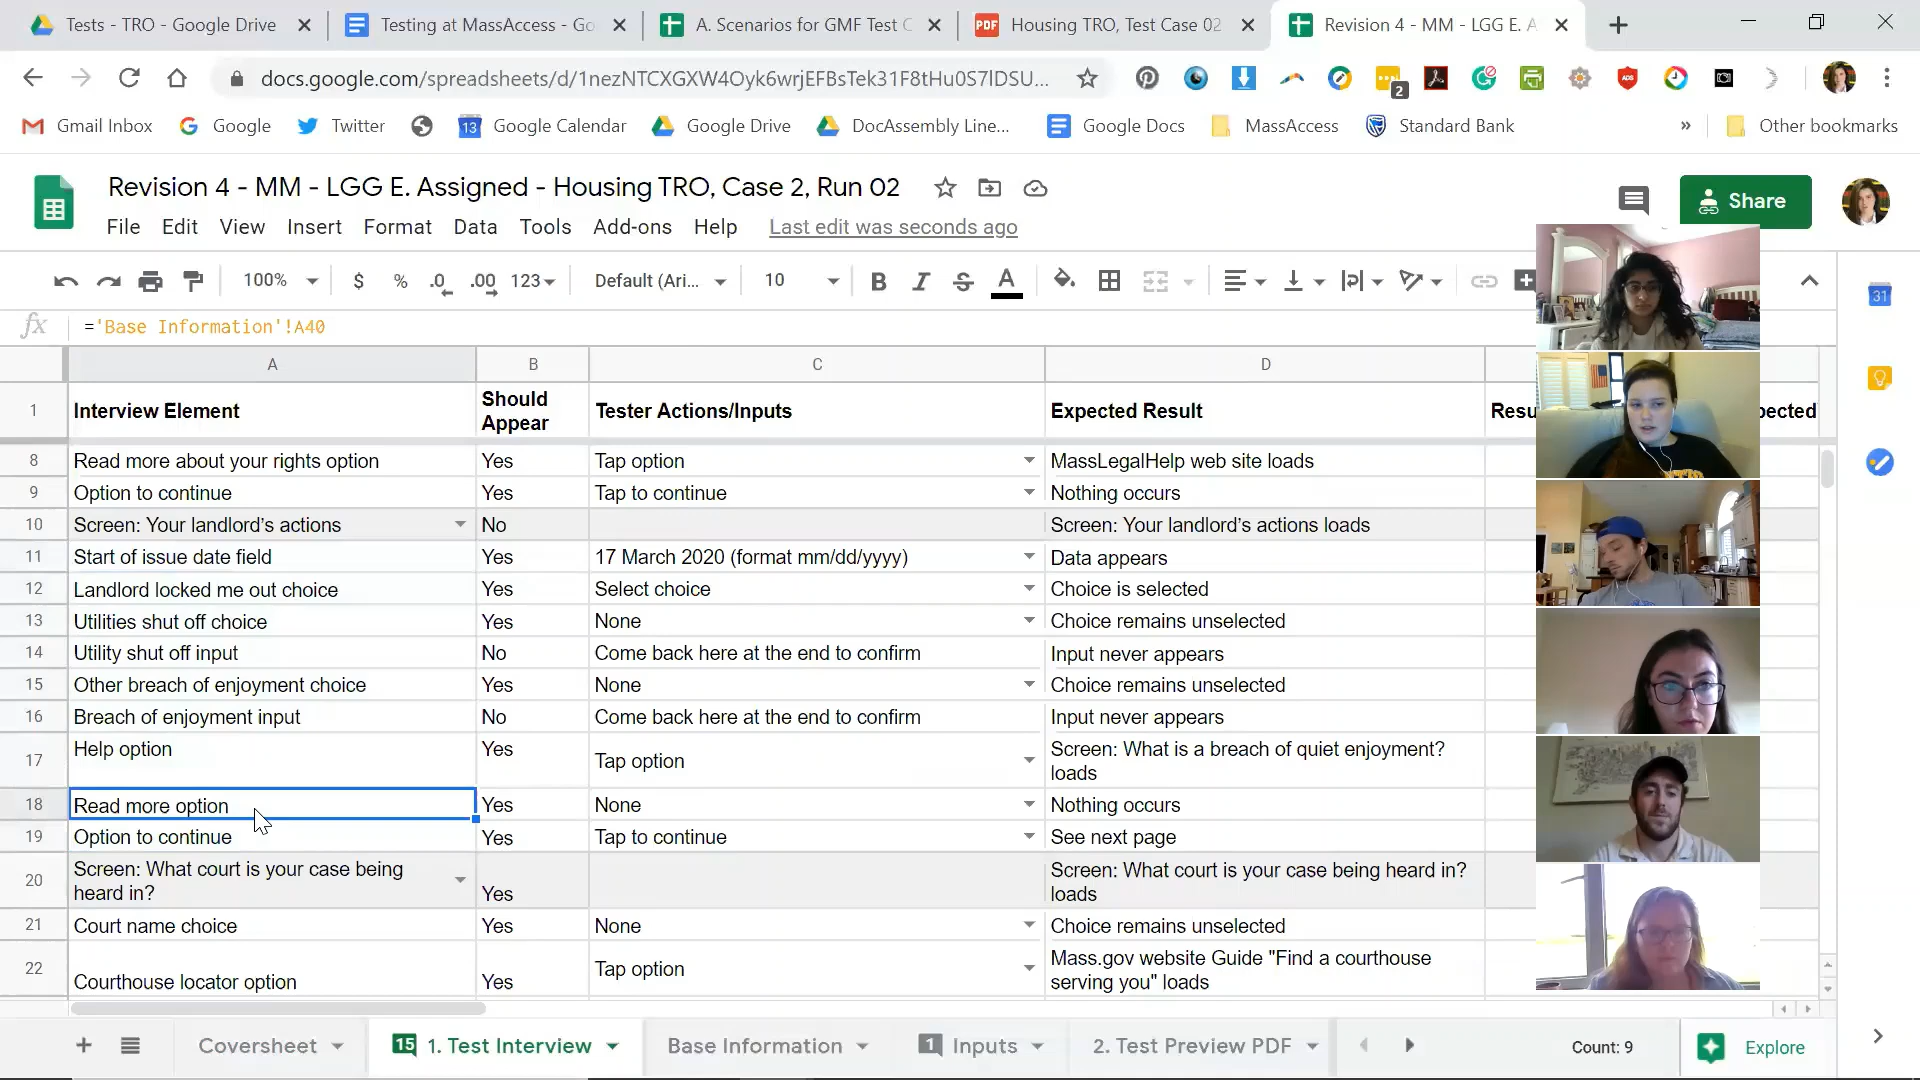 Tests - TRO - Google Drive
Testing at MassAccess - Go
A. Scenarios for GMF Test C
PDF
Housing TRO, Test Case 02
Revision 4 - MM - LGG E. A
docs.google.com/spreadsheets/d/1nezNTCXGXW4Oyk6wrjEFBsTek31F8tHu0S7lDSU...
2
ADS
Gmail Inbox
Google
Twitter
13
Google Calendar
Google Drive
DocAssembly Line...
Google Docs
MassAccess
Standard Bank
»
Other bookmarks
Revision 4 - MM - LGG E. Assigned - Housing TRO, Case 2, Run 02
Share
File Edit View Insert Format Data Tools Add-ons Help Last edit was seconds ago
100% $ % .0 .00 123 Default (Ari... 10 B I S A
31
fx ='Base Information'!A40
A B C D
1 Interview Element Should Appear Tester Actions/Inputs Expected Result Resu pected
8 Read more about your rights option Yes Tap option MassLegalHelp web site loads
9 Option to continue Yes Tap to continue Nothing occurs
10 Screen: Your landlord’s actions No Screen: Your landlord’s actions loads
11 Start of issue date field Yes 17 March 2020 (format mm/dd/yyyy) Data appears
12 Landlord locked me out choice Yes Select choice Choice is selected
13 Utilities shut off choice Yes None Choice remains unselected
14 Utility shut off input No Come back here at the end to confirm Input never appears
15 Other breach of enjoyment choice Yes None Choice remains unselected
16 Breach of enjoyment input No Come back here at the end to confirm Input never appears
17 Help option Yes Tap option Screen: What is a breach of quiet enjoyment? loads
18 Read more option Yes None Nothing occurs
19 Option to continue Yes Tap to continue See next page
20 Screen: What court is your case being heard in? Yes Screen: What court is your case being heard in? loads
21 Court name choice Yes None Choice remains unselected
22 Courthouse locator option Yes Tap option Mass.gov website Guide "Find a courthouse serving you" loads
+ Coversheet 15 1. Test Interview Base Information 1 Inputs 2. Test Preview PDF Count: 9 Explore